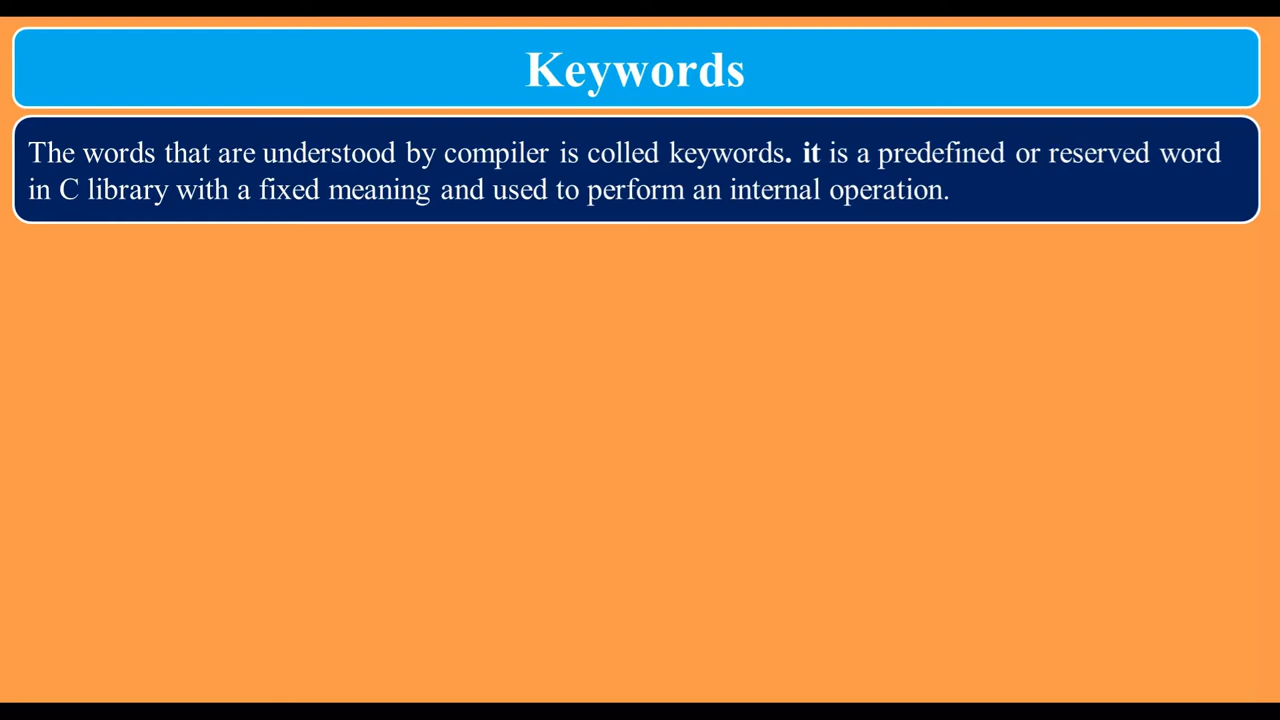 Keywords
The words that are understood by compiler is colled keywords. it is a predefined or reserved word
in C library with a fixed meaning and used to perform an internal operation.